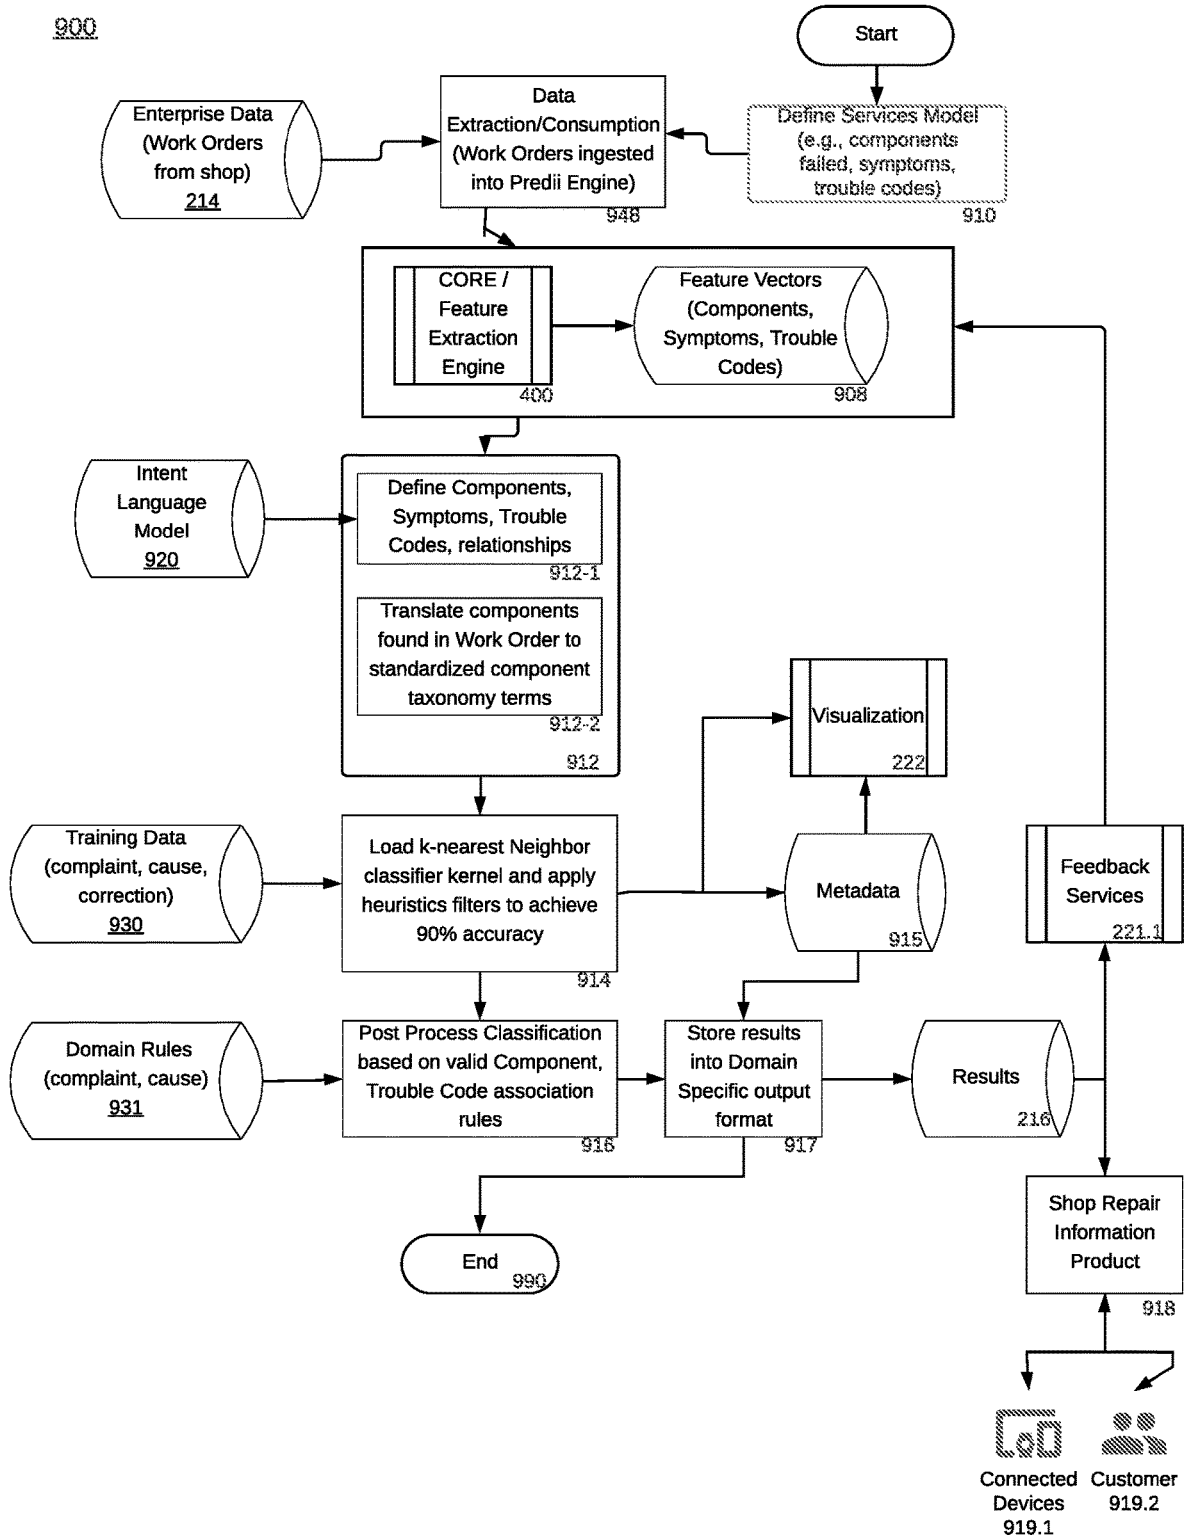 900
Start
Enterprise Data
(Work Orders
from shop)
214
Data
Extraction/Consumption
(Work Orders ingested
into Predii Engine)
948
Define Services Model
(e.g., components
failed, symptoms,
trouble codes)
910
CORE /
Feature
Extraction
Engine
400
Feature Vectors
(Components,
Symptoms, Trouble
Codes)
908
Intent
Language
Model
920
Define Components,
Symptoms, Trouble
Codes, relationships
912-1
Translate components
found in Work Order to
standardized component
taxonomy terms
912-2
912
Visualization
222
Training Data
(complaint, cause,
correction)
930
Load k-nearest Neighbor
classifier kernel and apply
heuristics filters to achieve
90% accuracy
914
Metadata
915
Feedback
Services
221.1
Domain Rules
(complaint, cause)
931
Post Process Classification
based on valid Component,
Trouble Code association
rules
916
Store results
into Domain
Specific output
format
917
Results
216
End
990
Shop Repair
Information
Product
918
Connected
Devices
919.1
Customer
919.2